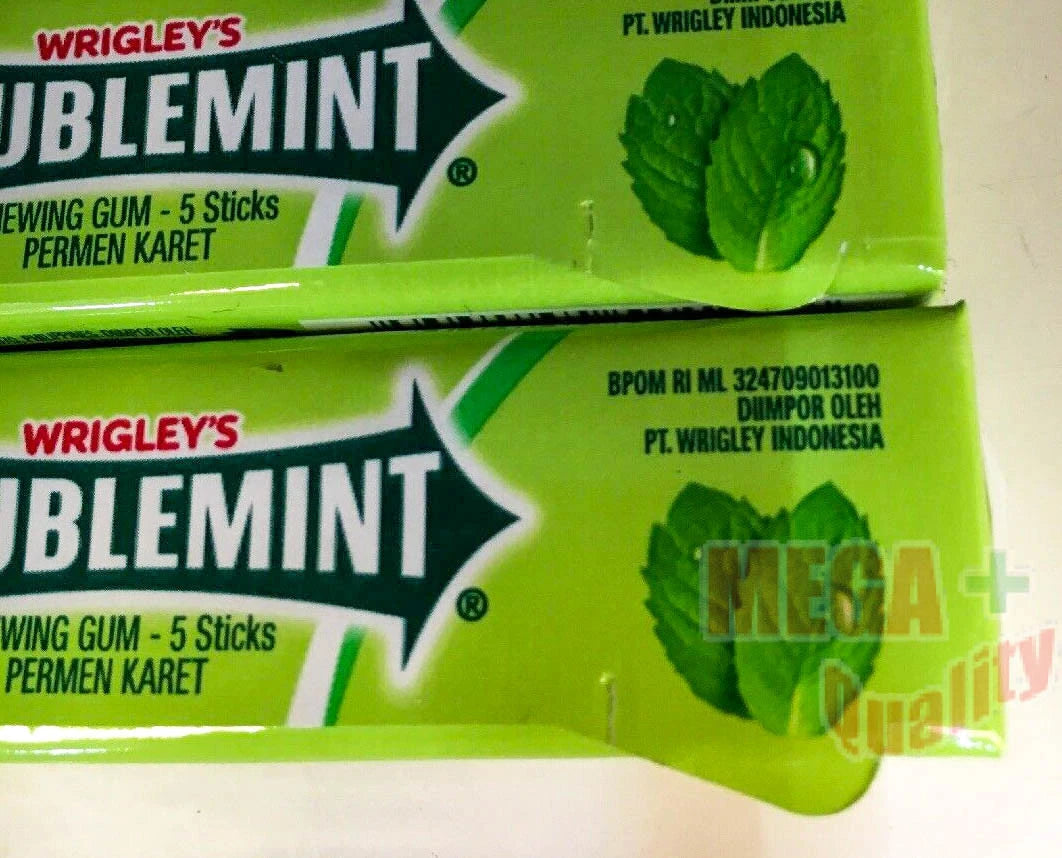 PT. WRIGLEY INDONESIA
WRIGLEY'S
UBLEMINT
®
EWING GUM - 5 Sticks
PERMEN KARET
BPOM RI ML 324709013100
DIIMPOR OLEH
PT. WRIGLEY INDONESIA
WRIGLEY'S
UBLEMINT
®
WING GUM - 5 Sticks
PERMEN KARET
MEGA +
Quality